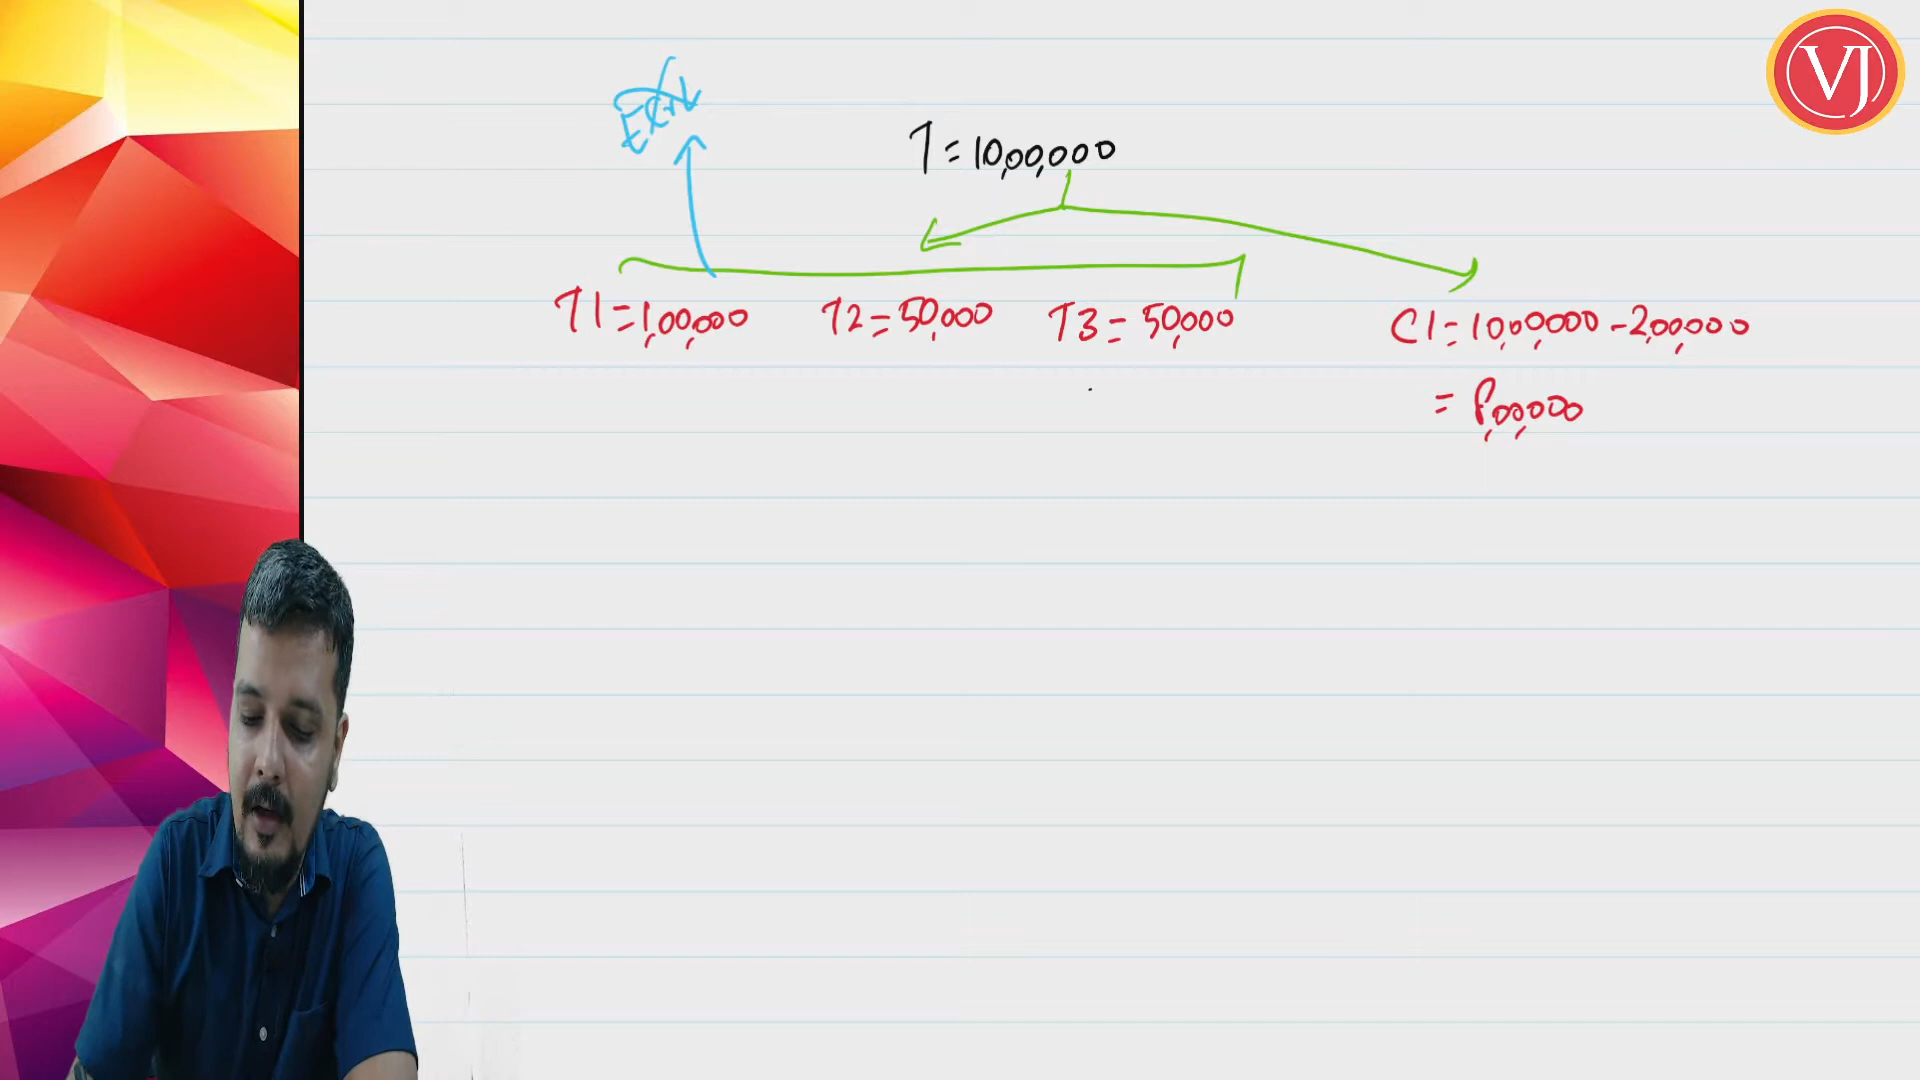 VJ
Ext
T = 10,00,000
T1 = 1,00,000 T2 = 50,000 T3 = 50,000 C1 = 10,00,000 - 2,00,000
= 8,00,000